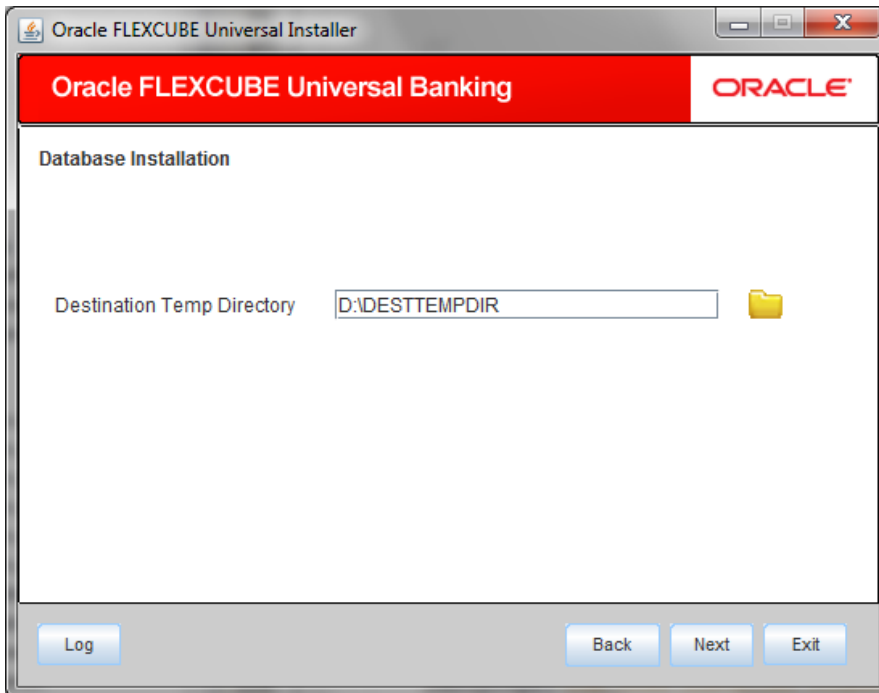 Oracle FLEXCUBE Universal Installer
Oracle FLEXCUBE Universal Banking
ORACLE
Database Installation
Destination Temp Directory D:\DESTTEMPDIR
Log Back Next Exit